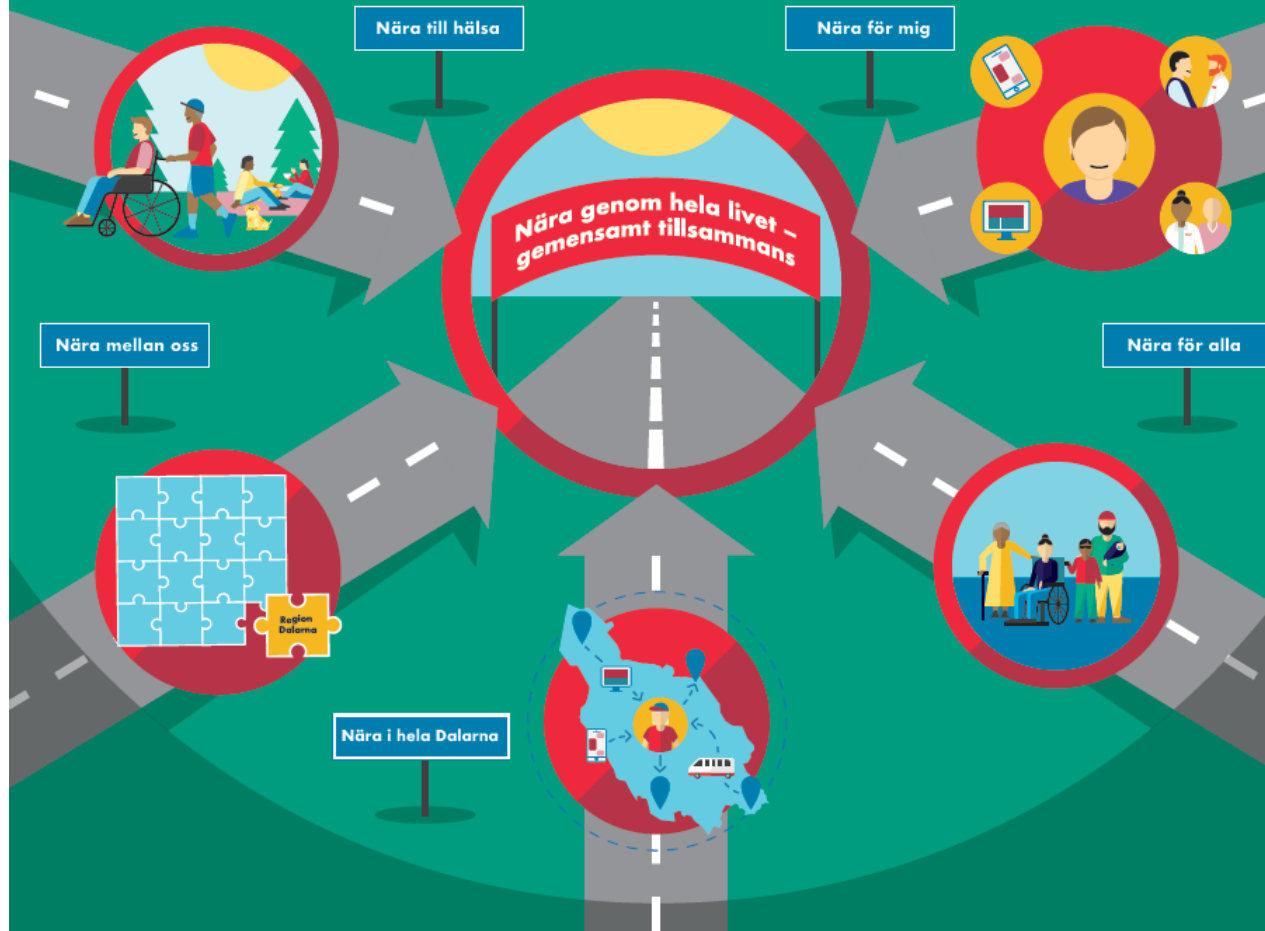 Nära till hälsa
Nära för mig
Nära genom hela livet –
gemensamt tillsammans
Nära mellan oss
Nära för alla
Region
Dalarna
Nära i hela Dalarna